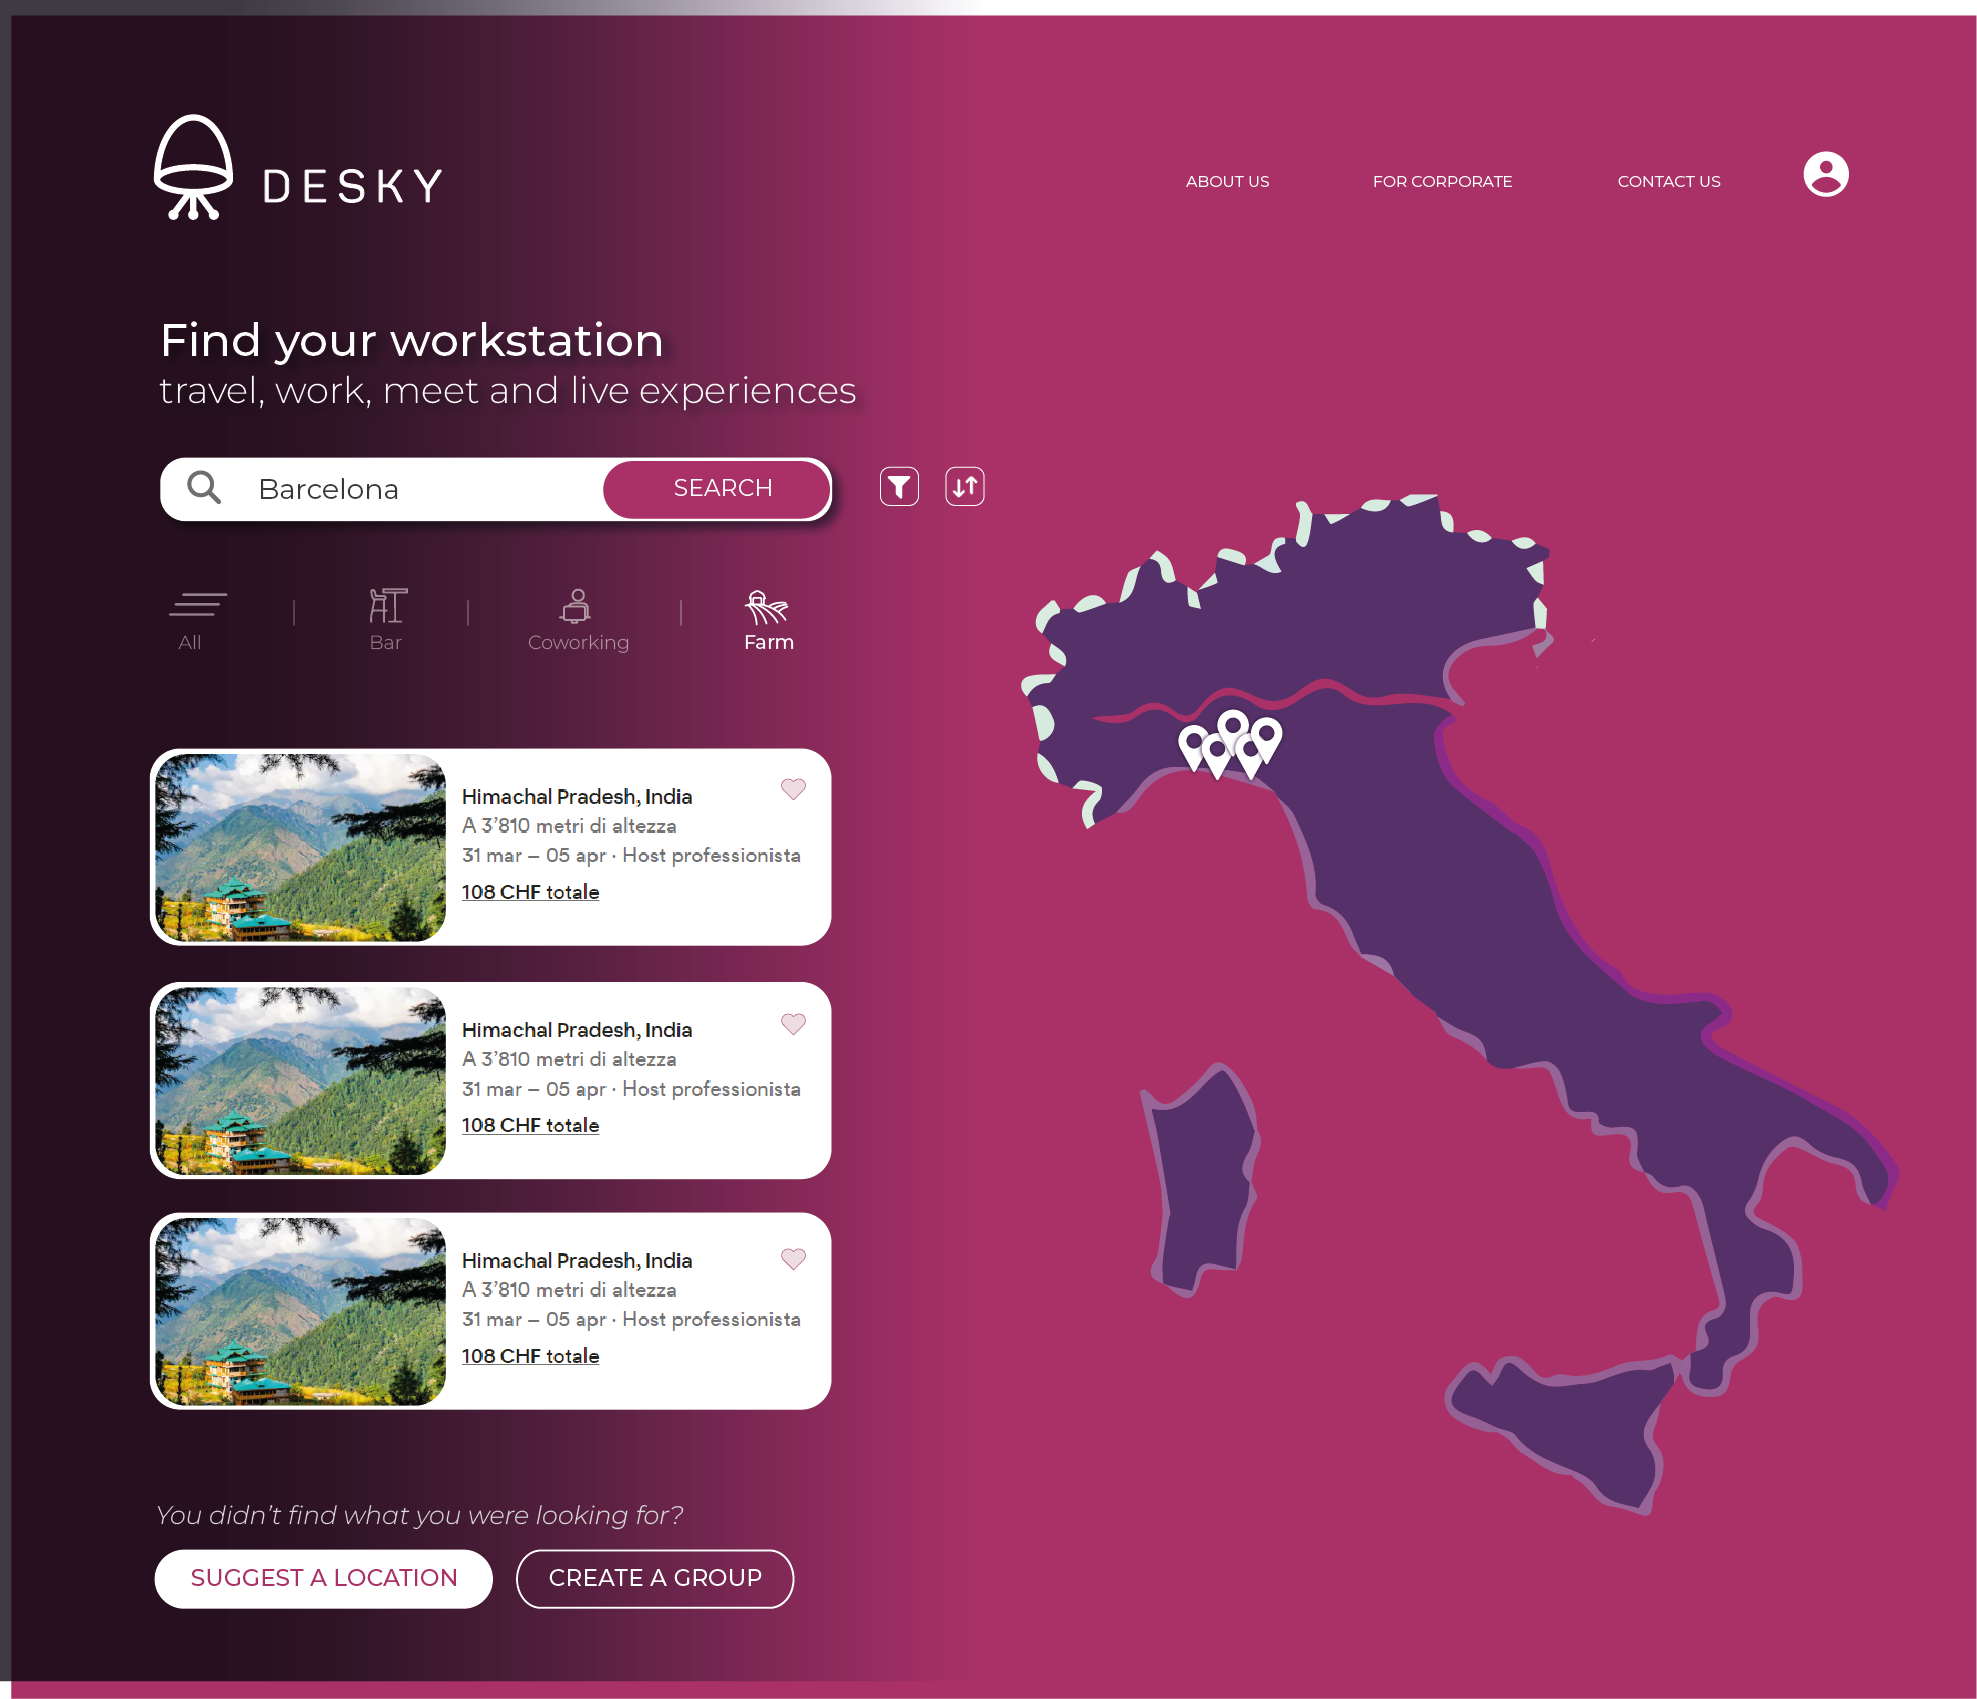 DESKY
ABOUT US
FOR CORPORATE
CONTACT US
Find your workstation
travel, work, meet and live experiences
Barcelona
SEARCH
All
Bar
Coworking
Farm
Himachal Pradesh, India
A 3’810 metri di altezza
31 mar – 05 apr · Host professionista
108 CHF totale
Himachal Pradesh, India
A 3’810 metri di altezza
31 mar – 05 apr · Host professionista
108 CHF totale
Himachal Pradesh, India
A 3’810 metri di altezza
31 mar – 05 apr · Host professionista
108 CHF totale
You didn’t find what you were looking for?
SUGGEST A LOCATION
CREATE A GROUP